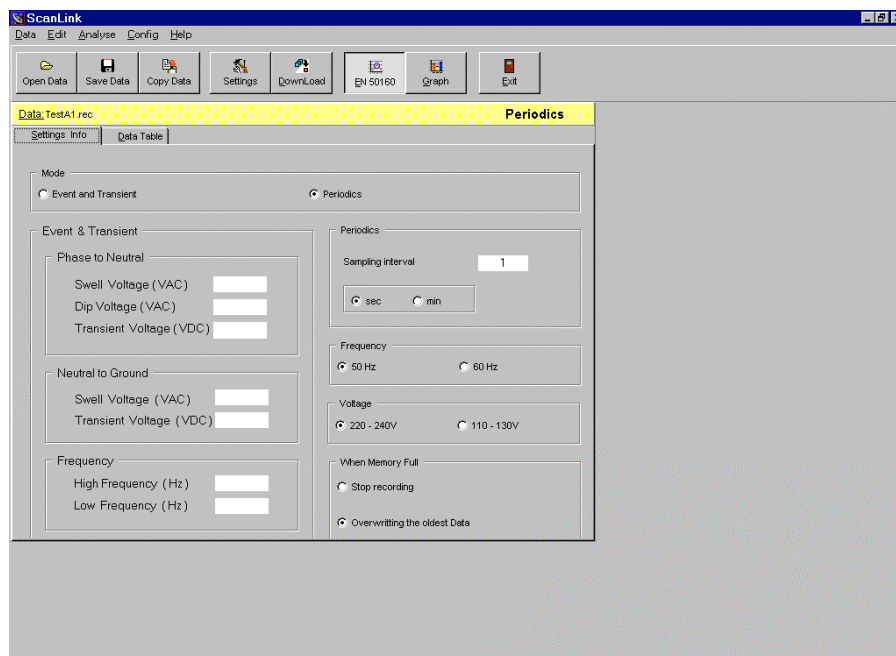 ScanLink
Data Edit Analyse Config Help
Open Data Save Data Copy Data Settings DownLoad EN 50160 Graph Exit
Data: TestA1.rec Periodics
Settings Info Data Table
Mode
Event and Transient Periodics
Event & Transient
Phase to Neutral
Swell Voltage (VAC)
Dip Voltage (VAC)
Transient Voltage (VDC)
Neutral to Ground
Swell Voltage (VAC)
Transient Voltage (VDC)
Frequency
High Frequency (Hz)
Low Frequency (Hz)
Periodics
Sampling interval 1
sec min
Frequency
50 Hz 60 Hz
Voltage
220 - 240V 110 - 130V
When Memory Full
Stop recording
Overwritting the oldest Data